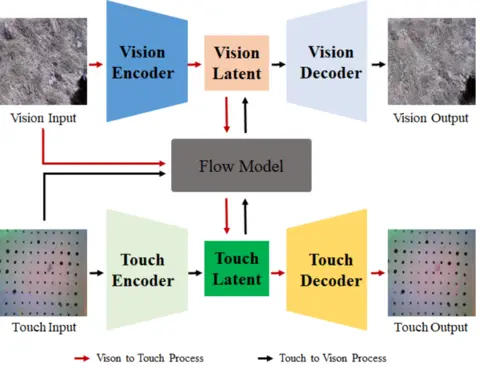 Vision
Encoder
Vision
Latent
Vision
Decoder
Vision Input
Vision Output
Flow Model
Touch
Encoder
Touch
Latent
Touch
Decoder
Touch Input
Touch Output
Vison to Touch Process
Touch to Vison Process